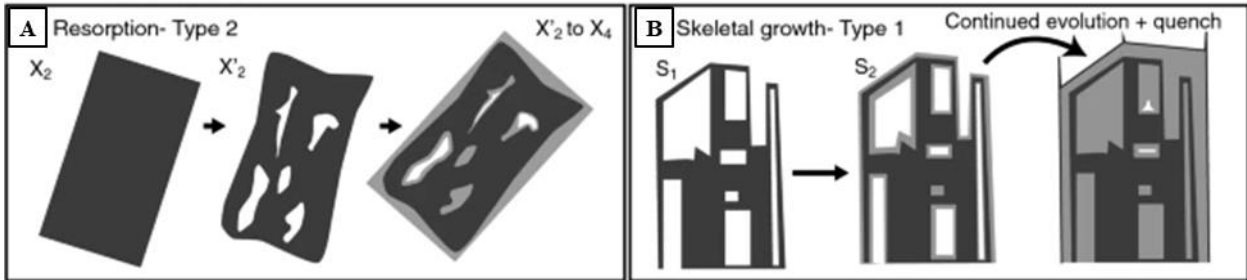 A Resorption- Type 2
X₂
X'₂
X'₂ to X₄
B Skeletal growth- Type 1
Continued evolution + quench
S₁
S₂